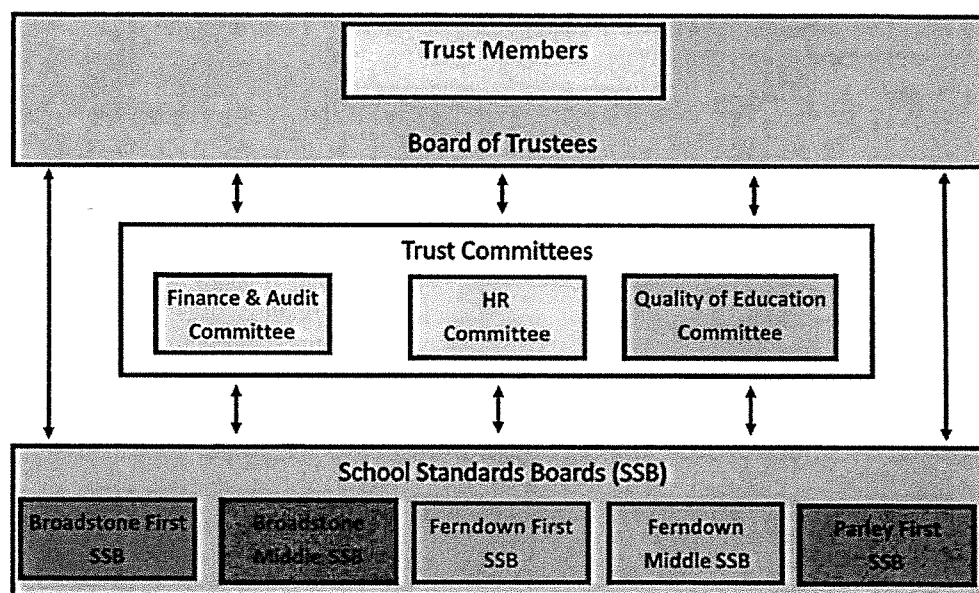 Trust Members
Board of Trustees
Trust Committees
Finance & Audit
Committee
HR
Committee
Quality of Education
Committee
School Standards Boards (SSB)
Broadstone First
SSB
Broadstone
Middle SSB
Ferndown First
SSB
Ferndown
Middle SSB
Parley First
SSB